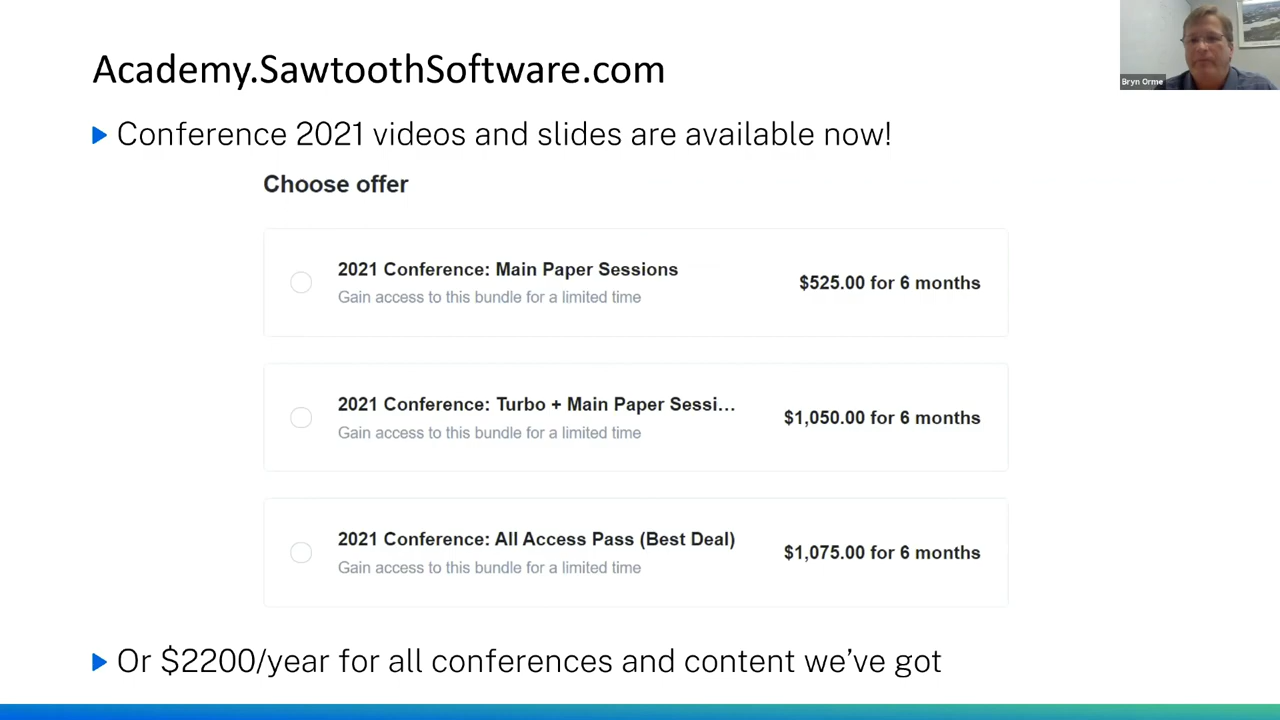 Academy.SawtoothSoftware.com
Bryn Orme
Conference 2021 videos and slides are available now!
Choose offer
2021 Conference: Main Paper Sessions
Gain access to this bundle for a limited time
$525.00 for 6 months
2021 Conference: Turbo + Main Paper Sessi...
Gain access to this bundle for a limited time
$1,050.00 for 6 months
2021 Conference: All Access Pass (Best Deal)
Gain access to this bundle for a limited time
$1,075.00 for 6 months
Or $2200/year for all conferences and content we’ve got